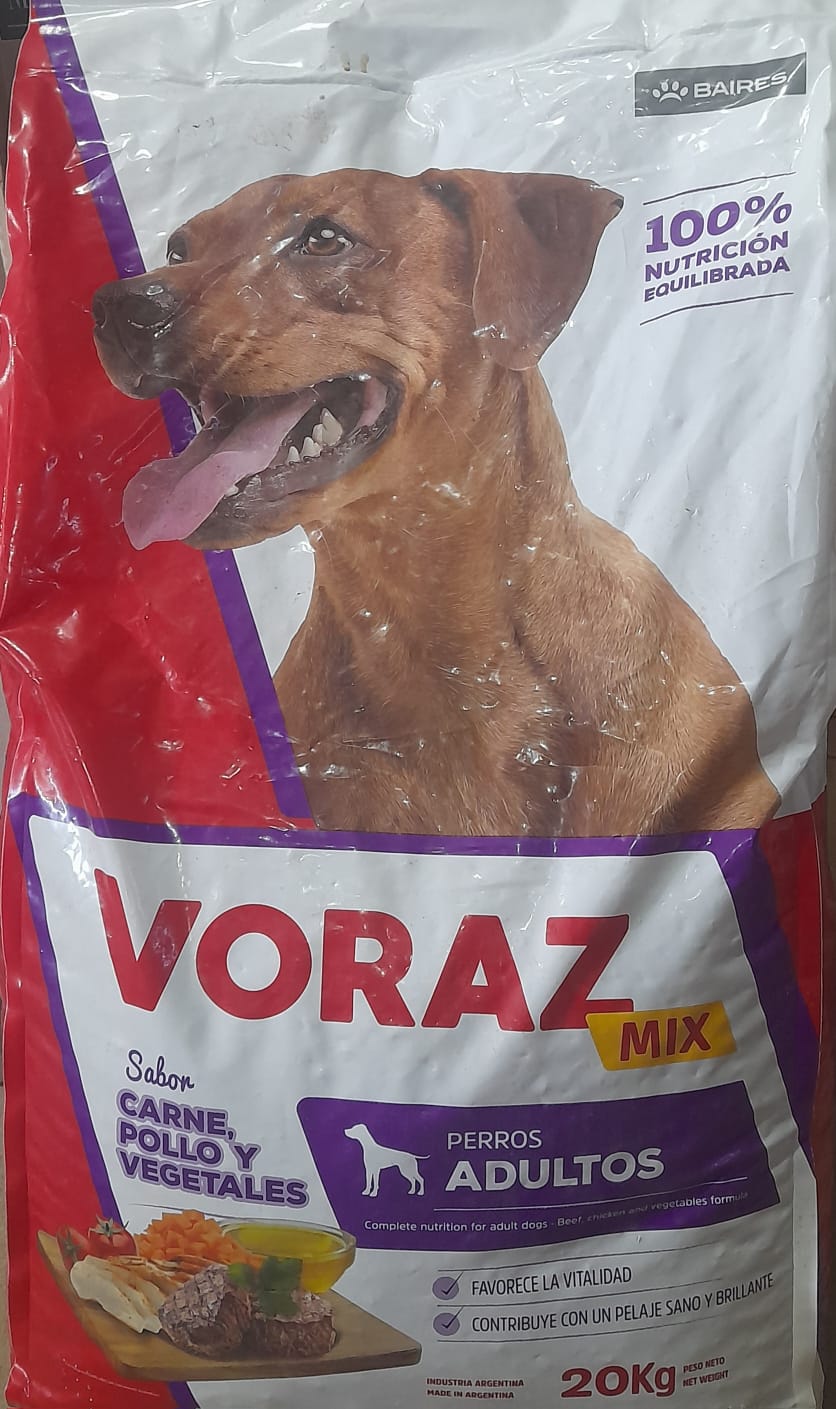 BAIRES
100%
NUTRICIÓN
EQUILIBRADA
VORAZ
MIX
Sabor
CARNE,
POLLO Y
VEGETALES
PERROS
ADULTOS
Complete nutrition for adult dogs - Beef, chicken and vegetables formula
FAVORECE LA VITALIDAD
CONTRIBUYE CON UN PELAJE SANO Y BRILLANTE
INDUSTRIA ARGENTINA
MADE IN ARGENTINA
20Kg
PESO NETO
NET WEIGHT